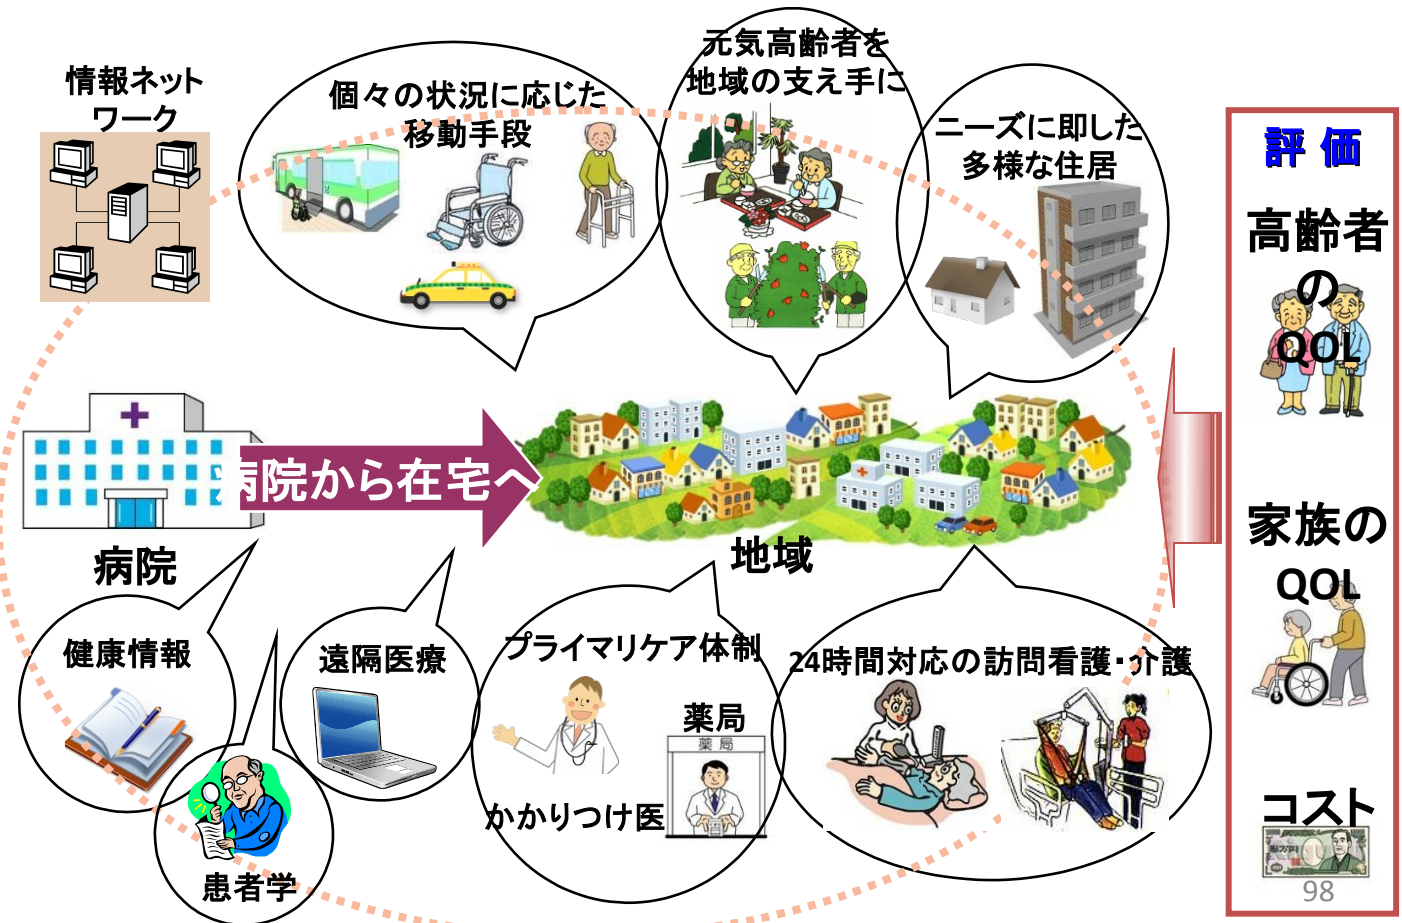 情報ネット
ワーク
個々の状況に応じた
移動手段
元気高齢者を
地域の支え手に
ニーズに即した
多様な住居
評 価
高齢者
の
QOL
家族の
QOL
コスト
98
病院から在宅へ
病院
地域
健康情報
患者学
遠隔医療
プライマリケア体制
薬局
薬 局
かかりつけ医
24時間対応の訪問看護・介護